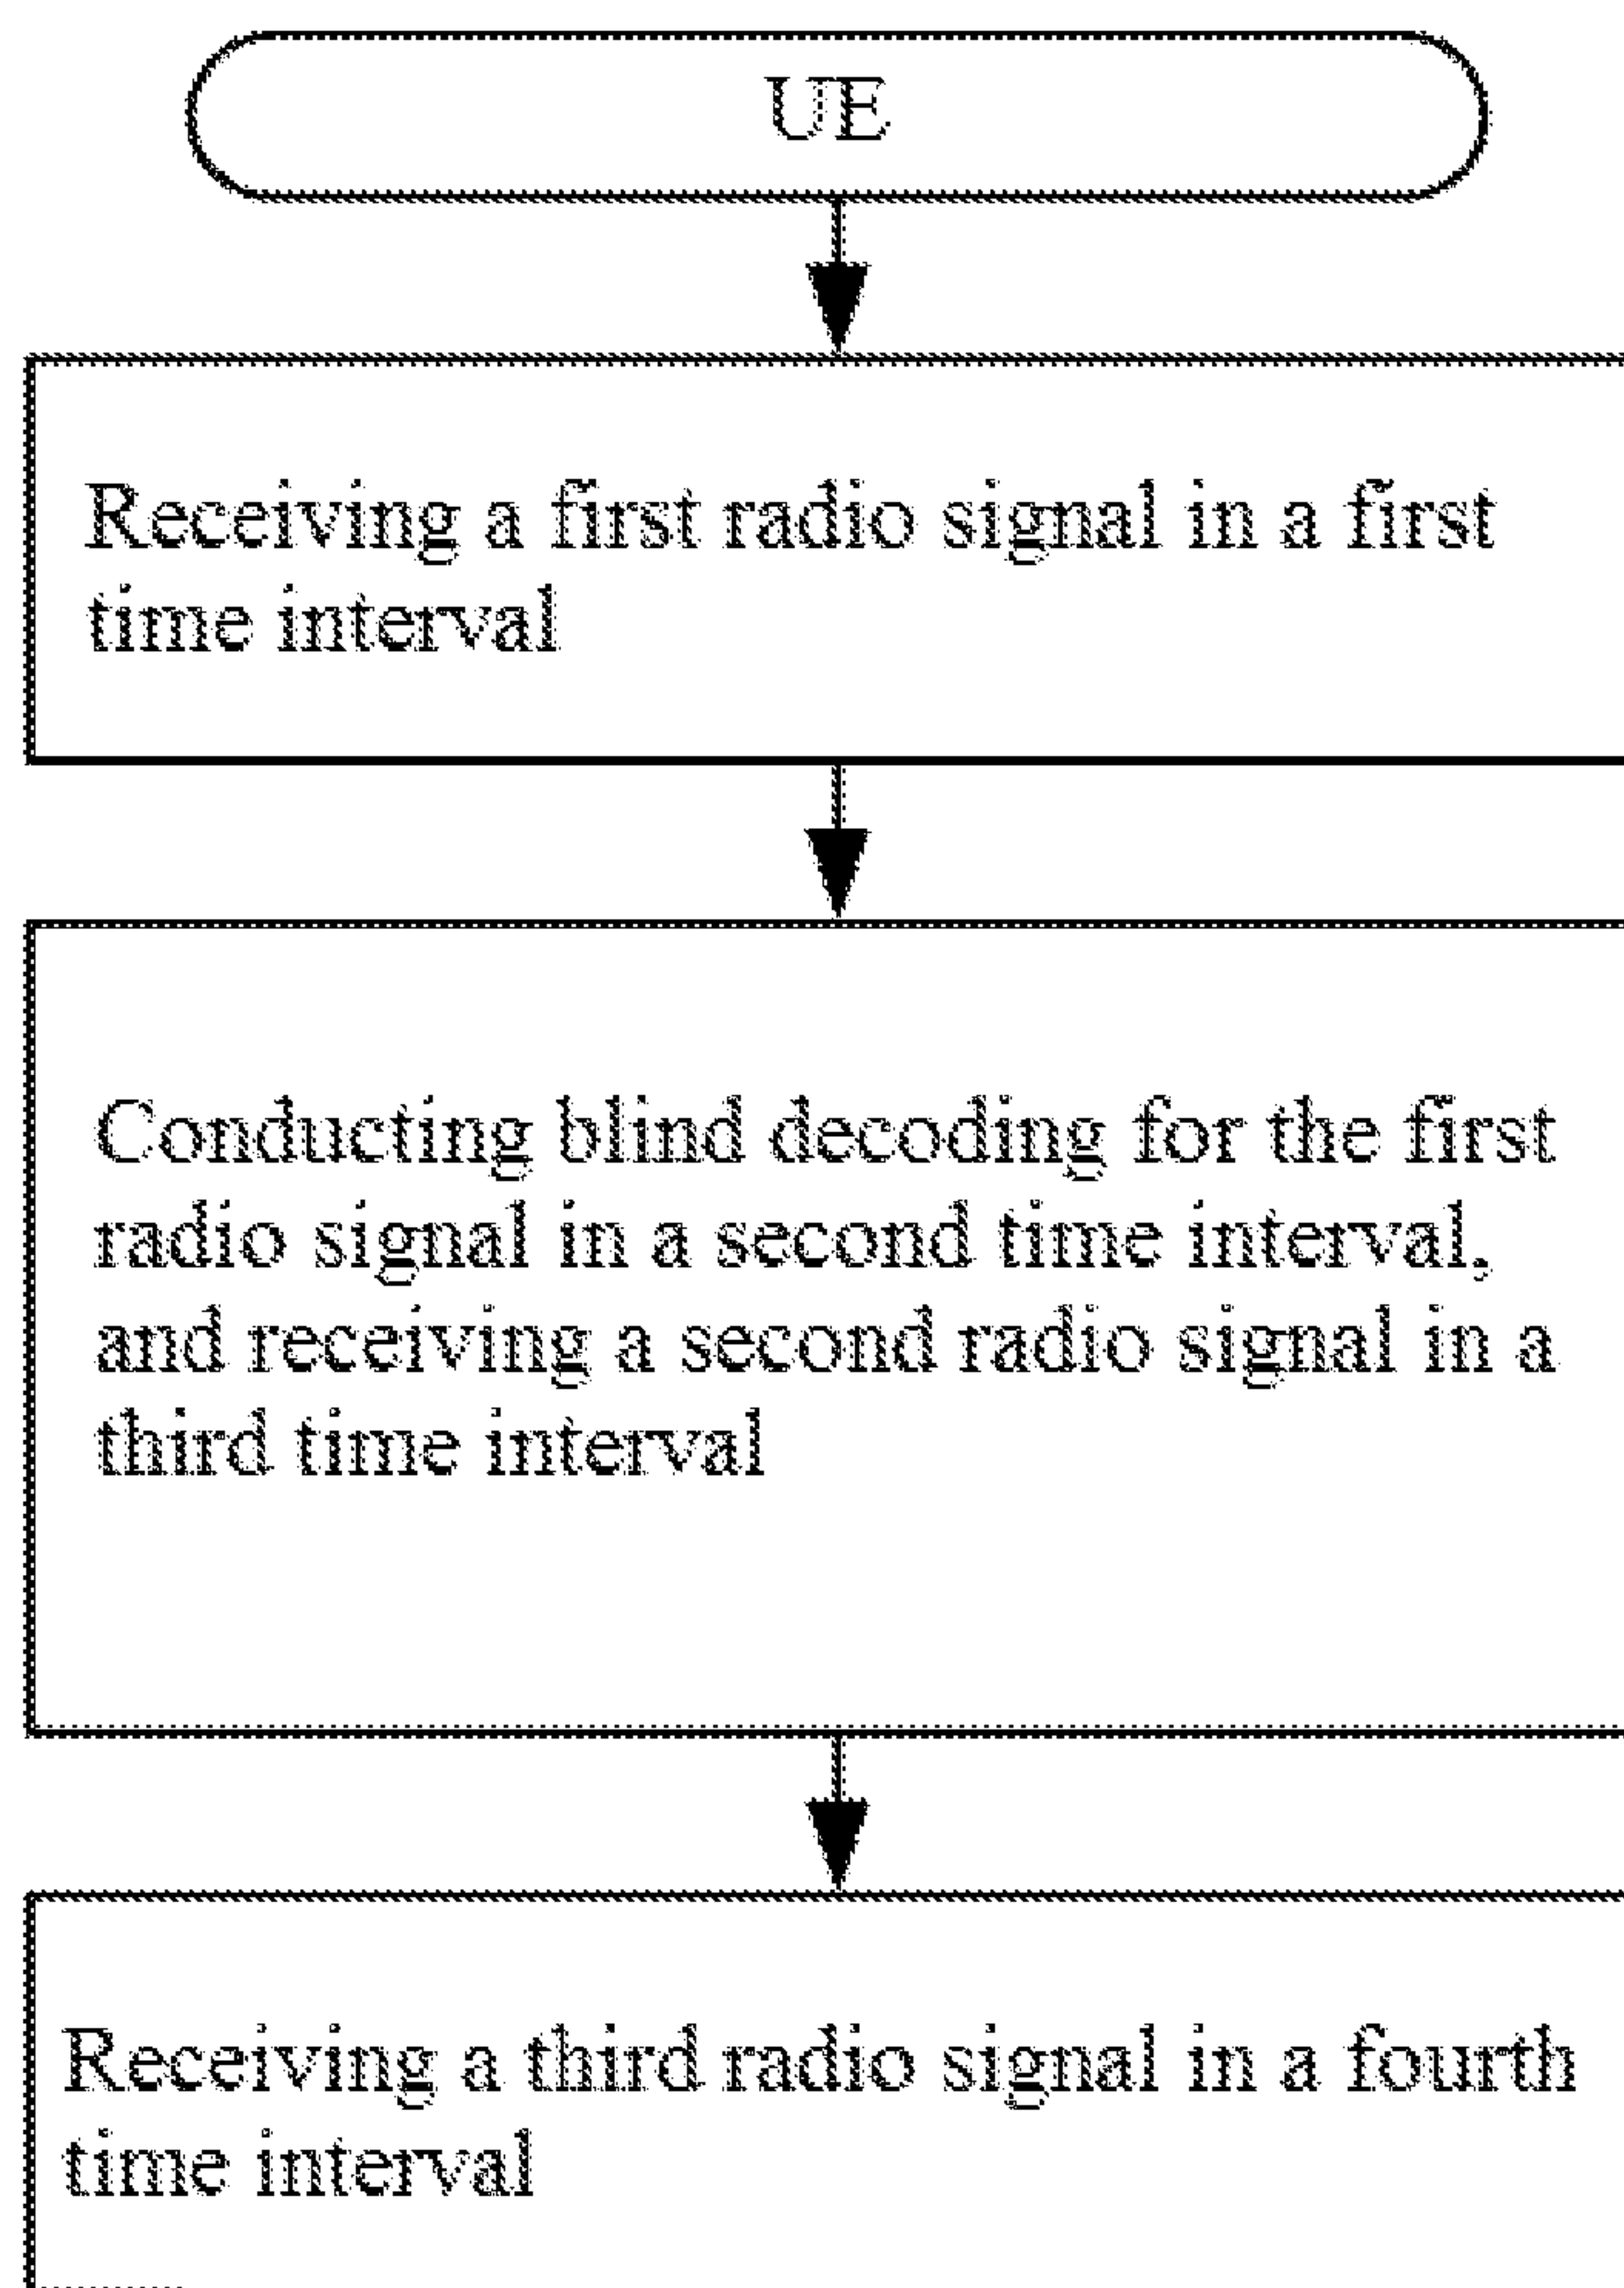 UE
Receiving a first radio signal in a first
time interval
Conducting blind decoding for the first
radio signal in a second time interval,
and receiving a second radio signal in a
third time interval
Receiving a third radio signal in a fourth
time interval